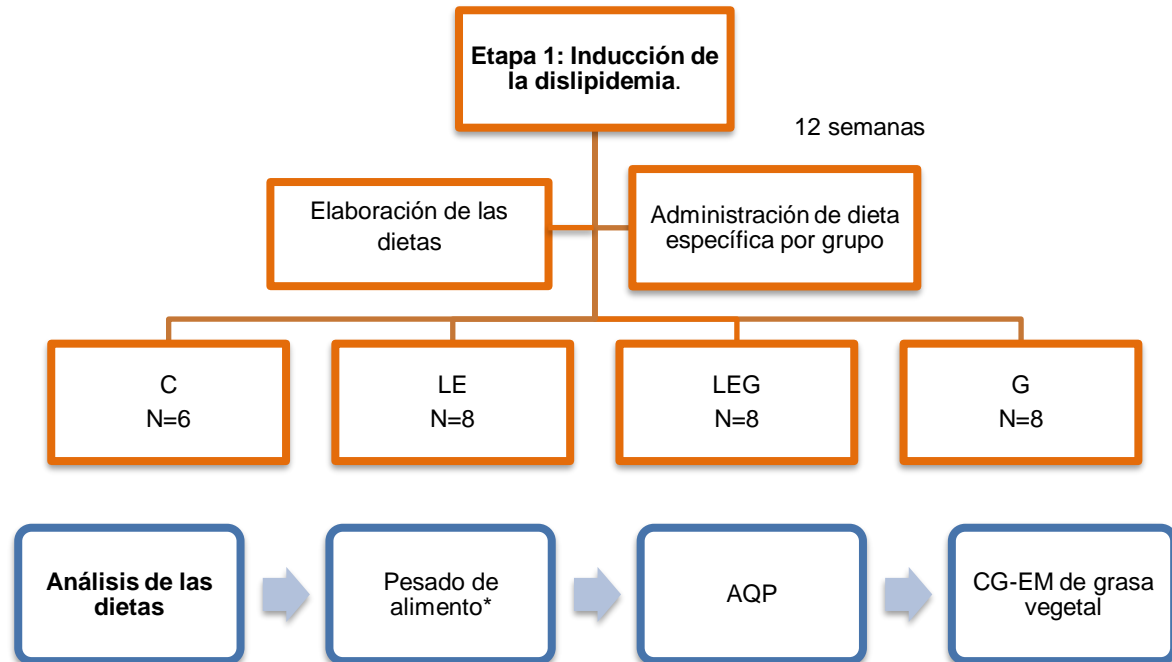 Etapa 1: Inducción de
la dislipidemia.
12 semanas
Elaboración de las
dietas
Administración de dieta
específica por grupo
C
N=6
LE
N=8
LEG
N=8
G
N=8
Análisis de las
dietas
Pesado de
alimento*
AQP
CG-EM de grasa
vegetal